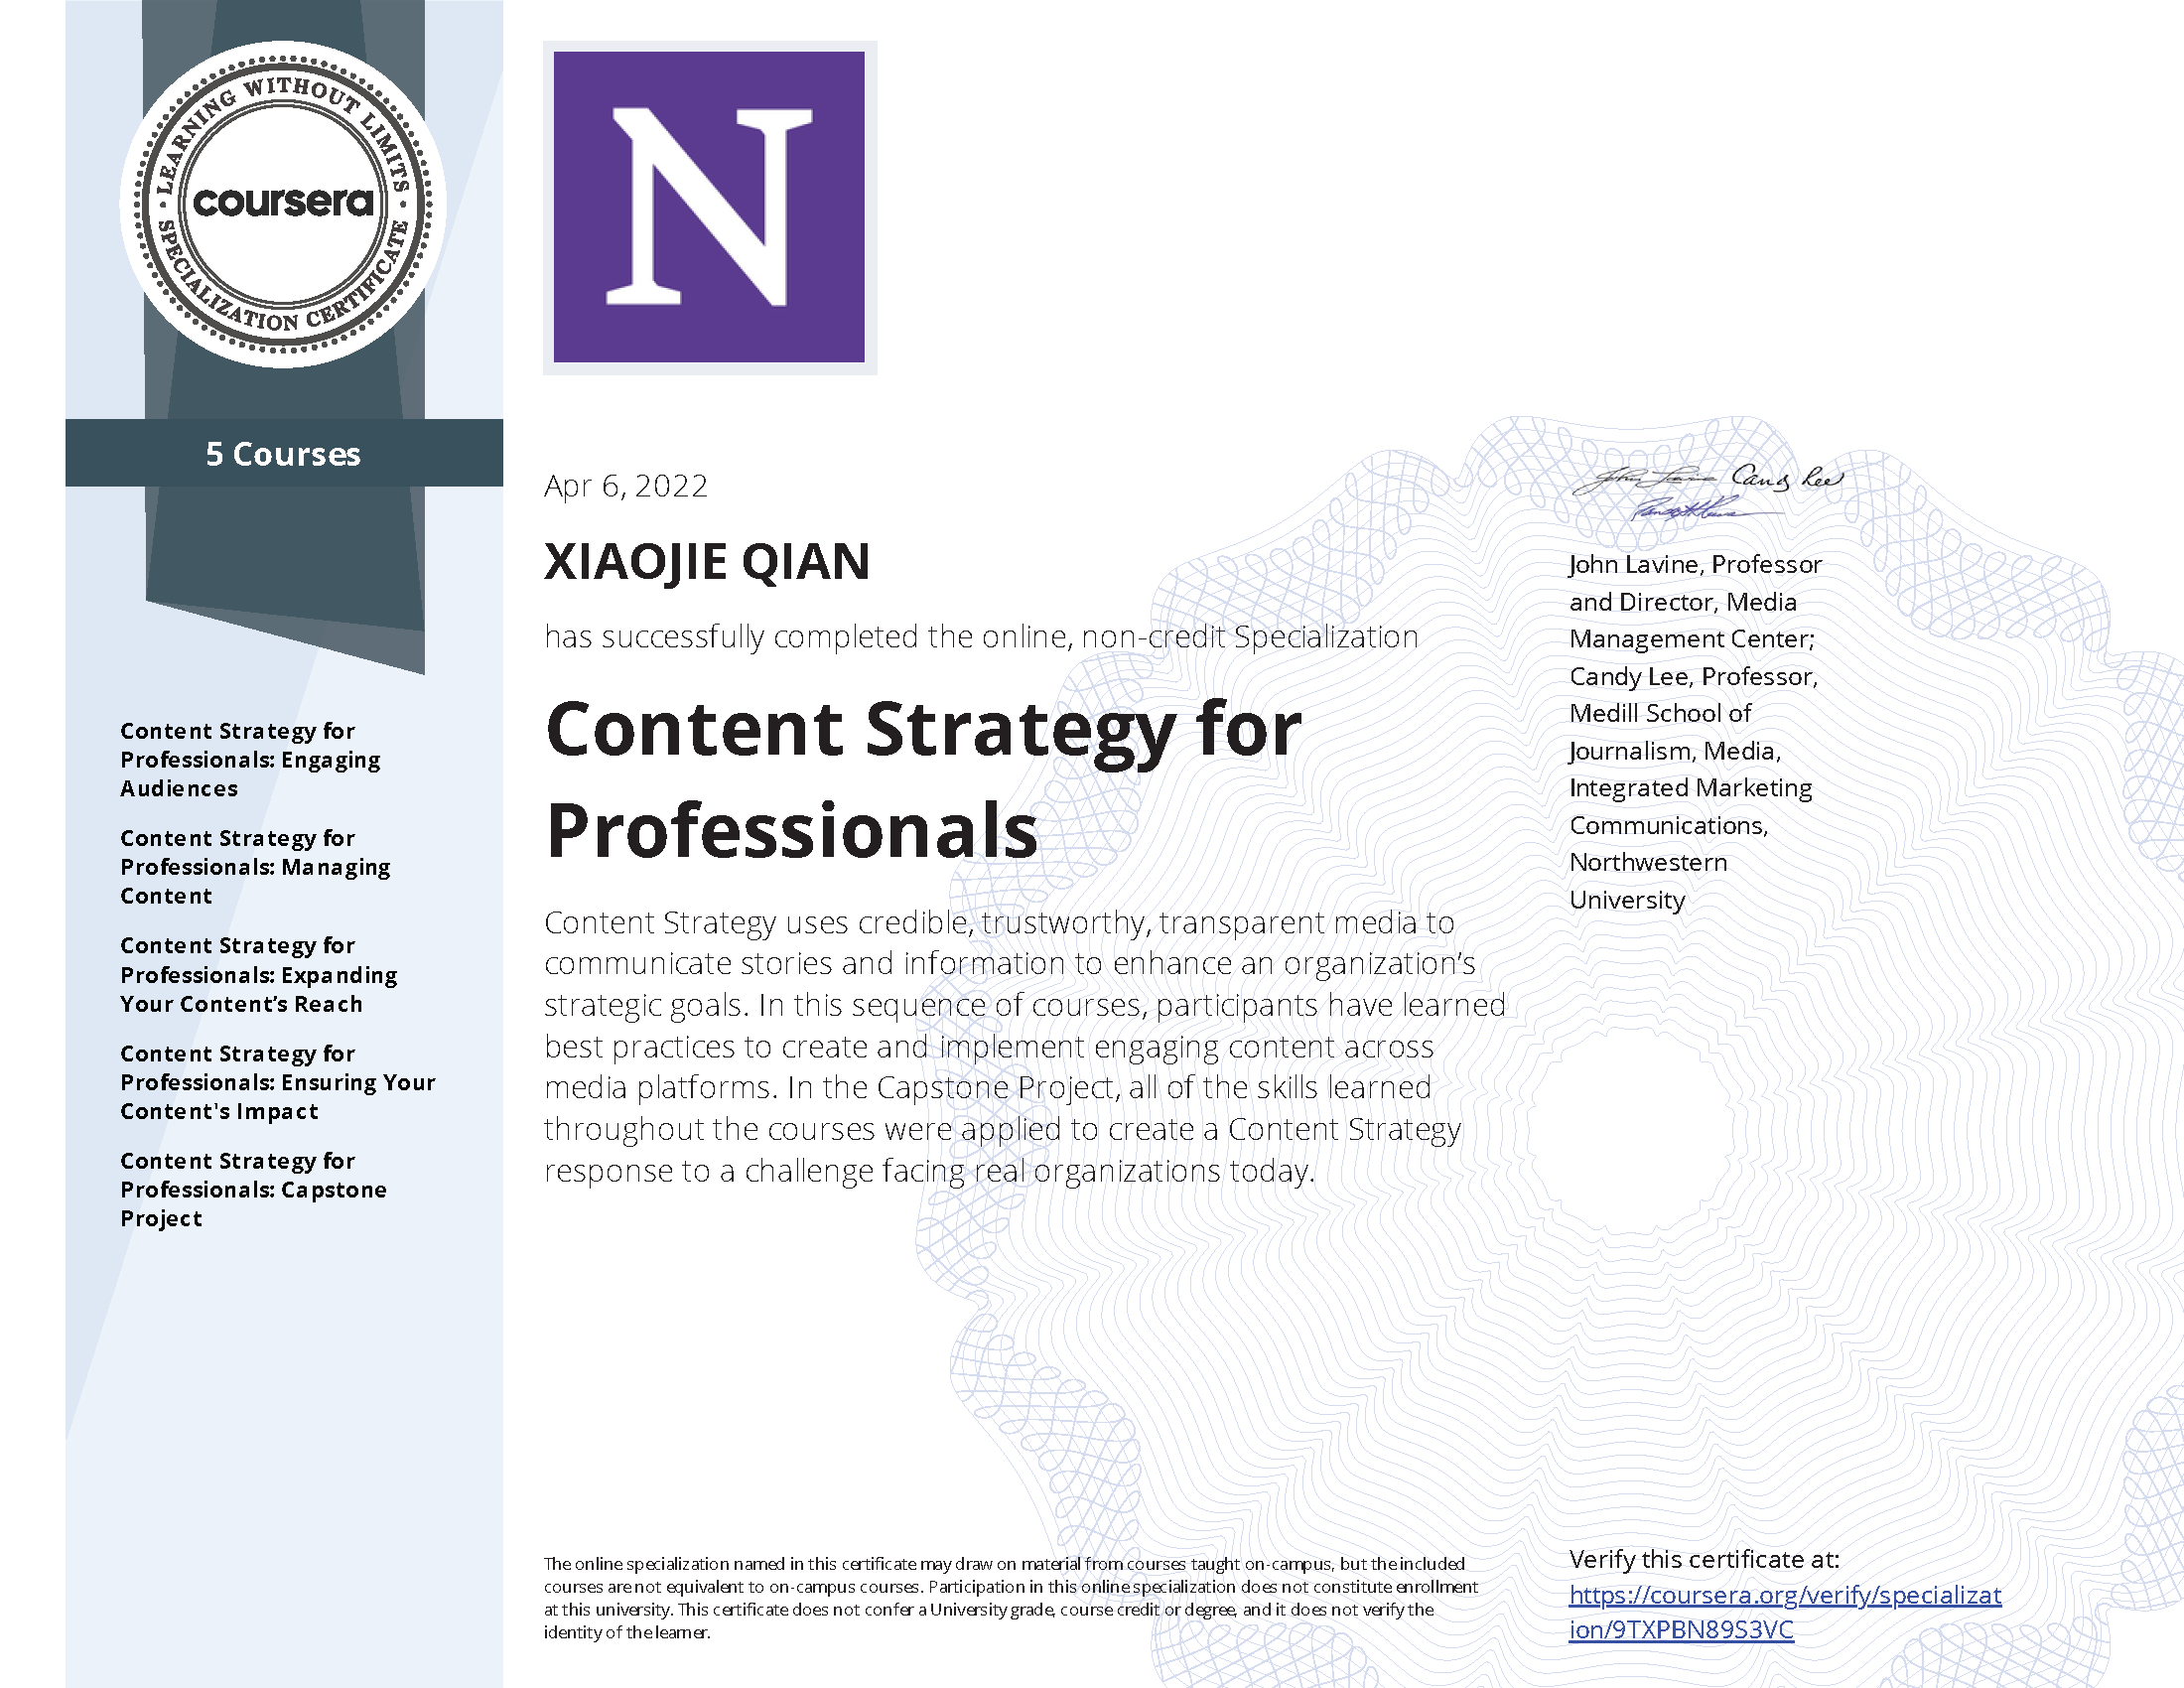 LEARNING WITHOUT LIMITS
coursera
SPECIALIZATION CERTIFICATE
5 Courses
Content Strategy for
Professionals: Engaging
Audiences
Content Strategy for
Professionals: Managing
Content
Content Strategy for
Professionals: Expanding
Your Content’s Reach
Content Strategy for
Professionals: Ensuring Your
Content's Impact
Content Strategy for
Professionals: Capstone
Project
N
Apr 6, 2022
XIAOJIE QIAN
has successfully completed the online, non-credit Specialization
Content Strategy for
Professionals
Content Strategy uses credible, trustworthy, transparent media to
communicate stories and information to enhance an organization’s
strategic goals. In this sequence of courses, participants have learned
best practices to create and implement engaging content across
media platforms. In the Capstone Project, all of the skills learned
throughout the courses were applied to create a Content Strategy
response to a challenge facing real organizations today.
John Lavine Candy Lee
John Lavine, Professor
and Director, Media
Management Center;
Candy Lee, Professor,
Medill School of
Journalism, Media,
Integrated Marketing
Communications,
Northwestern
University
The online specialization named in this certificate may draw on material from courses taught on-campus, but the included
courses are not equivalent to on-campus courses. Participation in this online specialization does not constitute enrollment
at this university. This certificate does not confer a University grade, course credit or degree, and it does not verify the
identity of the learner.
Verify this certificate at:
https://coursera.org/verify/specializat
ion/9TXPBN89S3VC